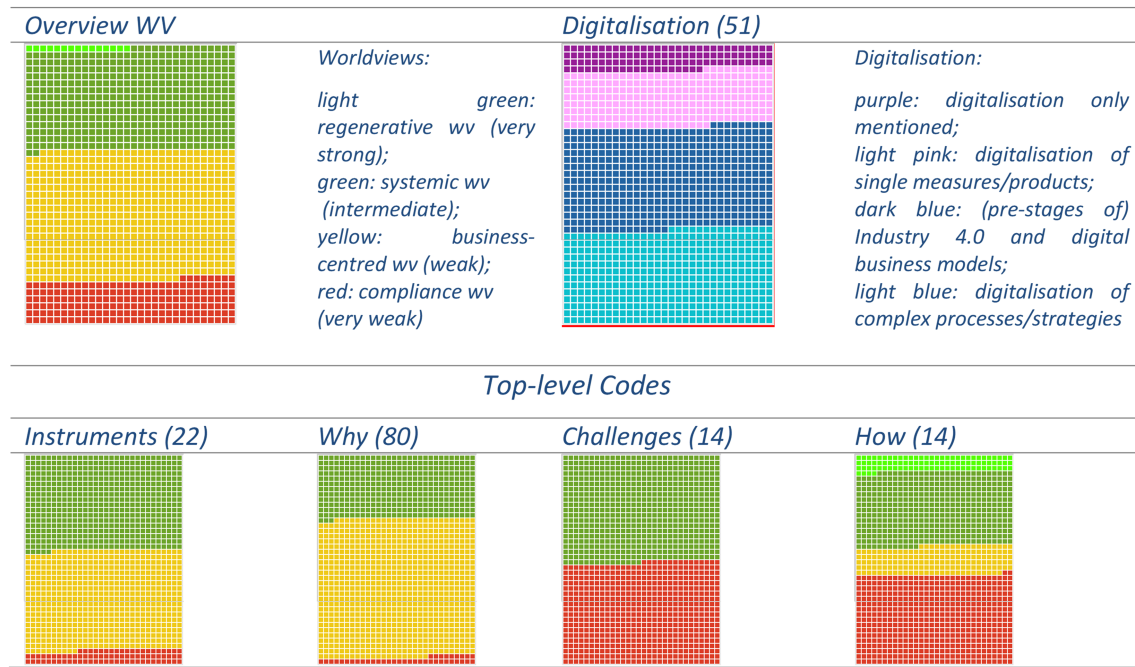 Overview WV
Digitalisation (51)
Worldviews:
light green:
regenerative wv (very
strong);
green: systemic wv
(intermediate);
yellow: business-
centred wv (weak);
red: compliance wv
(very weak)
Digitalisation:
purple: digitalisation only
mentioned;
light pink: digitalisation of
single measures/products;
dark blue: (pre-stages of)
Industry 4.0 and digital
business models;
light blue: digitalisation of
complex processes/strategies
Top-level Codes
Instruments (22)
Why (80)
Challenges (14)
How (14)